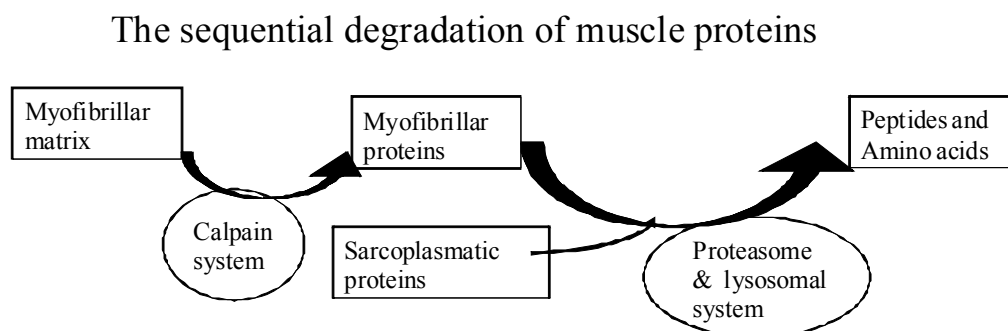 The sequential degradation of muscle proteins
Myofibrillar
matrix
Myofibrillar
proteins
Peptides and
Amino acids
Calpain
system
Sarcoplasmatic
proteins
Proteasome
& lysosomal
system